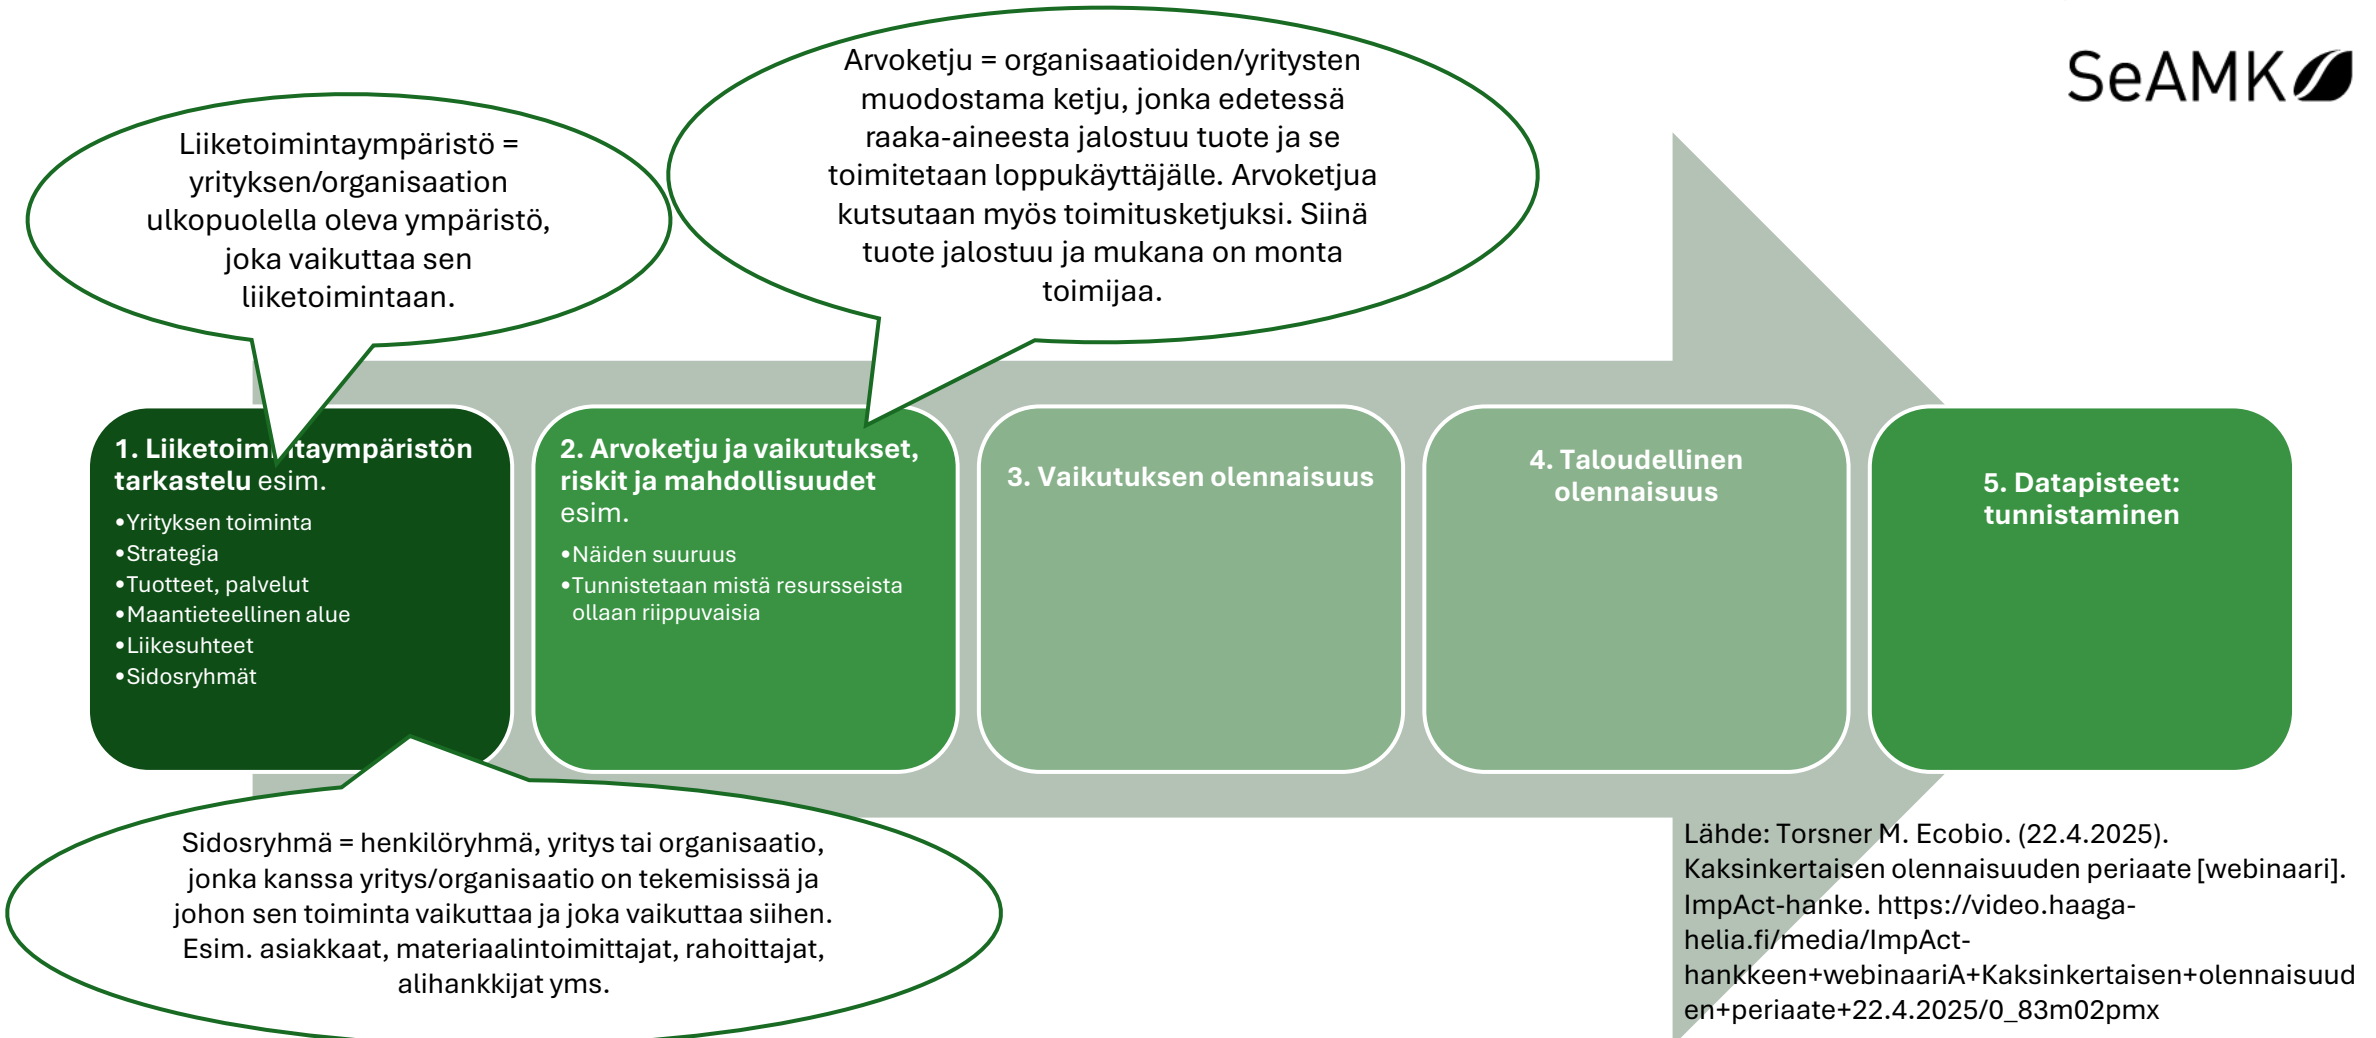 SeAMK
Liiketoimintaympäristö =
yrityksen/organisaation
ulkopuolella oleva ympäristö,
joka vaikuttaa sen
liiketoimintaan.
Arvoketju = organisaatioiden/yritysten
muodostama ketju, jonka edetessä
raaka-aineesta jalostuu tuote ja se
toimitetaan loppukäyttäjälle. Arvoketjua
kutsutaan myös toimitusketjuksi. Siinä
tuote jalostuu ja mukana on monta
toimijaa.
1. Liiketoimintaympäristön
tarkastelu esim.
•Yrityksen toiminta
•Strategia
•Tuotteet, palvelut
•Maantieteellinen alue
•Liikesuhteet
•Sidosryhmät
2. Arvoketju ja vaikutukset,
riskit ja mahdollisuudet
esim.
•Näiden suuruus
•Tunnistetaan mistä resursseista
ollaan riippuvaisia
3. Vaikutuksen olennaisuus
4. Taloudellinen
olennaisuus
5. Datapisteet:
tunnistaminen
Sidosryhmä = henkilöryhmä, yritys tai organisaatio,
jonka kanssa yritys/organisaatio on tekemisissä ja
johon sen toiminta vaikuttaa ja joka vaikuttaa siihen.
Esim. asiakkaat, materiaalintoimittajat, rahoittajat,
alihankkijat yms.
Lähde: Torsner M. Ecobio. (22.4.2025).
Kaksinkertaisen olennaisuuden periaate [webinaari].
ImpAct-hanke. https://video.haaga-
helia.fi/media/ImpAct-
hankkeen+webinaariA+Kaksinkertaisen+olennaisuud
en+periaate+22.4.2025/0_83m02pmx